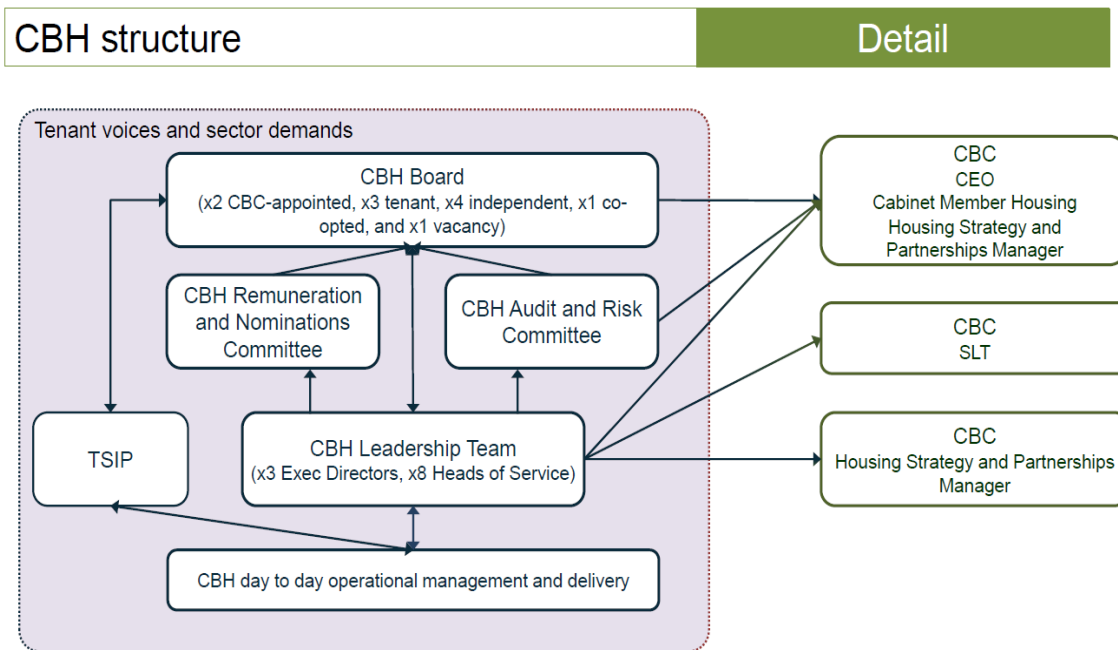 CBH structure
Detail
Tenant voices and sector demands
CBH Board
(x2 CBC-appointed, x3 tenant, x4 independent, x1 co-
opted, and x1 vacancy)
CBC
CEO
Cabinet Member Housing
Housing Strategy and
Partnerships Manager
CBH Remuneration
and Nominations
Committee
CBH Audit and Risk
Committee
CBC
SLT
TSIP
CBH Leadership Team
(x3 Exec Directors, x8 Heads of Service)
CBC
Housing Strategy and Partnerships
Manager
CBH day to day operational management and delivery